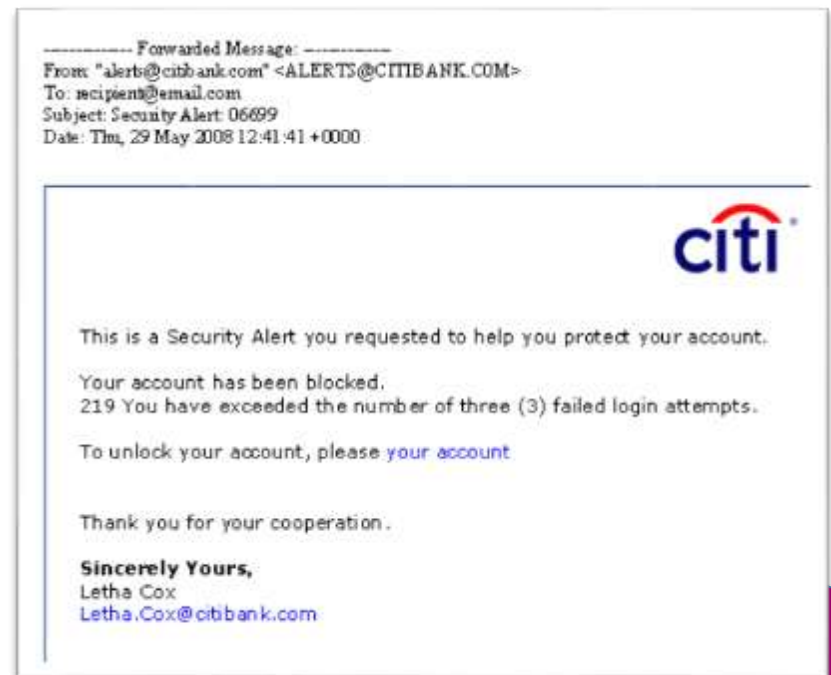 -------------- Forwarded Message: --------------
From: "alerts@citibank.com" <ALERTS@CITIBANK.COM>
To: recipient@email.com
Subject: Security Alert: 06699
Date: Thu, 29 May 2008 12:41:41 +0000
citi
This is a Security Alert you requested to help you protect your account.
Your account has been blocked.
219 You have exceeded the number of three (3) failed login attempts.
To unlock your account, please your account
Thank you for your cooperation.
Sincerely Yours,
Letha Cox
Letha.Cox@citibank.com